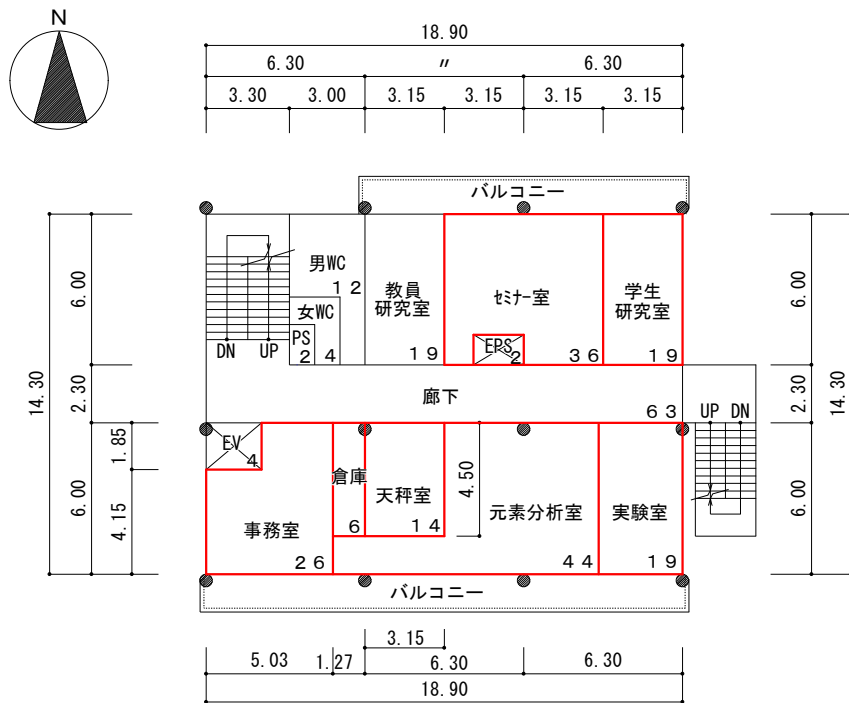 N
18.90
6.30 〃 6.30
3.30 3.00 3.15 3.15 3.15 3.15
バルコニー
男WC
12
女WC
PS
2 4
DN UP
教員
研究室
19
セミナー室
EPS
2
36
学生
研究室
19
14.30
6.00
2.30
6.00
1.85
4.15
廊下
63
UP DN
6.00
2.30
6.00
14.30
EV
4
事務室
26
倉庫
6
天秤室
14
4.50
元素分析室
44
実験室
19
バルコニー
3.15
5.03 1.27 6.30 6.30
18.90